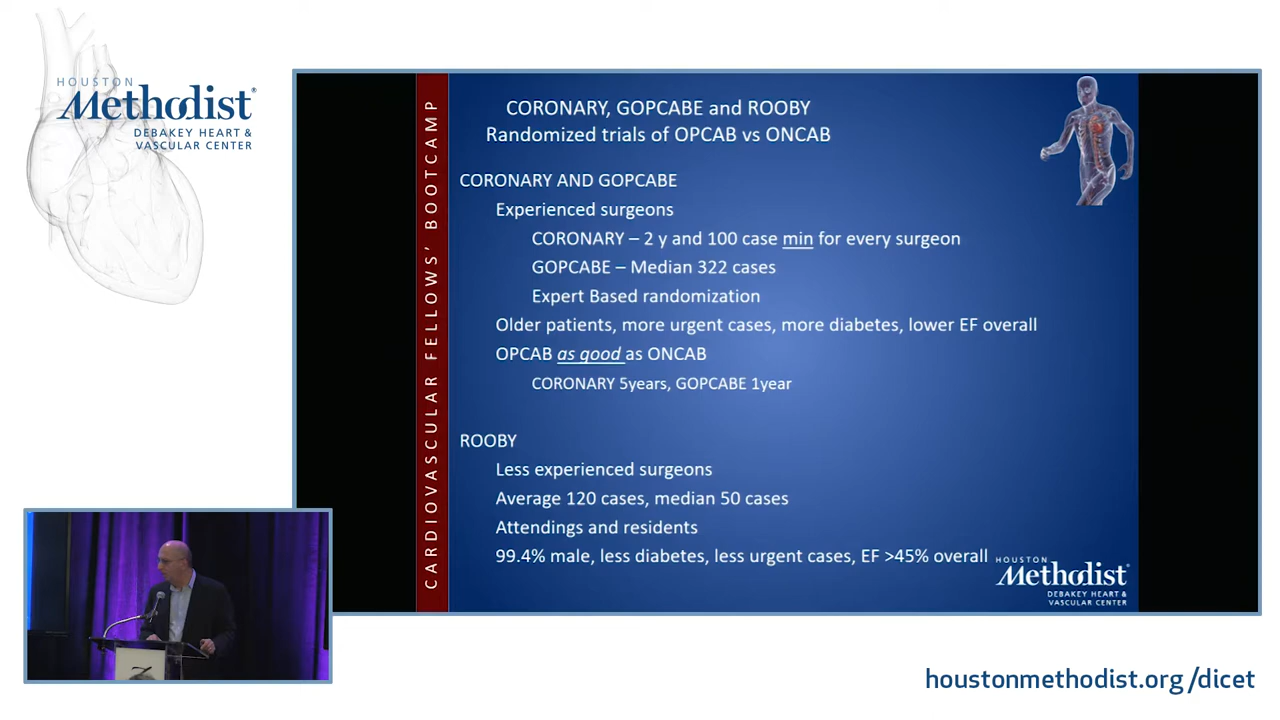 HOUSTON
Methodist®
DEBAKEY HEART &
VASCULAR CENTER
CARDIOVASCULAR FELLOWS' BOOTCAMP
CORONARY, GOPCABE and ROOBY
Randomized trials of OPCAB vs ONCAB
CORONARY AND GOPCABE
Experienced surgeons
CORONARY – 2 y and 100 case min for every surgeon
GOPCABE – Median 322 cases
Expert Based randomization
Older patients, more urgent cases, more diabetes, lower EF overall
OPCAB as good as ONCAB
CORONARY 5years, GOPCABE 1year
ROOBY
Less experienced surgeons
Average 120 cases, median 50 cases
Attendings and residents
99.4% male, less diabetes, less urgent cases, EF >45% overall
HOUSTON
Methodist®
DEBAKEY HEART &
VASCULAR CENTER
houstonmethodist.org/dicet